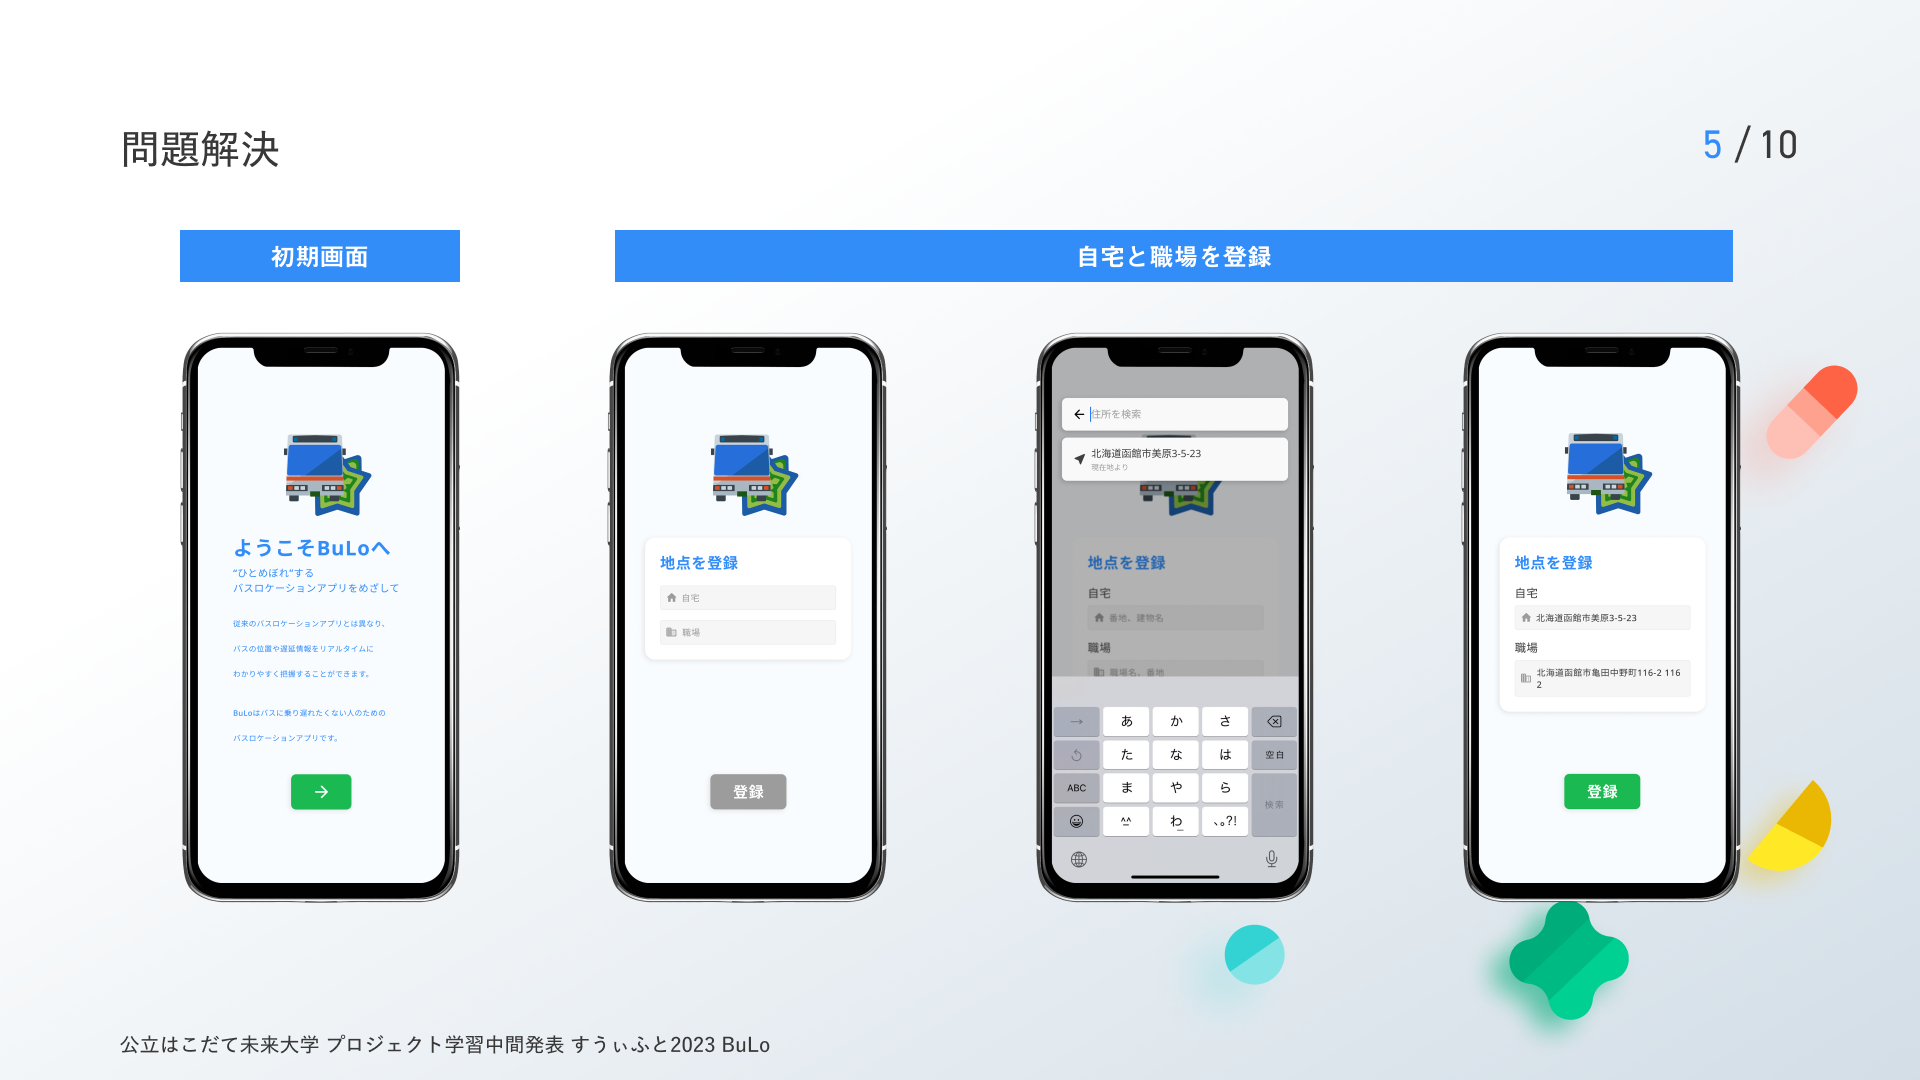 問題解決
5 / 10
初期画面
自宅と職場を登録
ようこそBuLoへ
“ひとめぼれ”する
バスロケーションアプリをめざして
従来のバスロケーションアプリとは異なり、
バスの位置や遅延情報をリアルタイムに
わかりやすく把握することができます。
BuLoはバスに乗り遅れたくない人のための
バスロケーションアプリです。
地点を登録
自宅
職場
登録
住所を検索
北海道函館市美原3-5-23
現在地より
地点を登録
自宅
番地、建物名
職場
職場名、番地
→ あ か さ
た な は 空白
ABC ま や ら
検索
^^ わ 、。?!
地点を登録
自宅
北海道函館市美原3-5-23
職場
北海道函館市亀田中野町116-2 116
2
登録
公立はこだて未来大学 プロジェクト学習中間発表 すうぃふと2023 BuLo